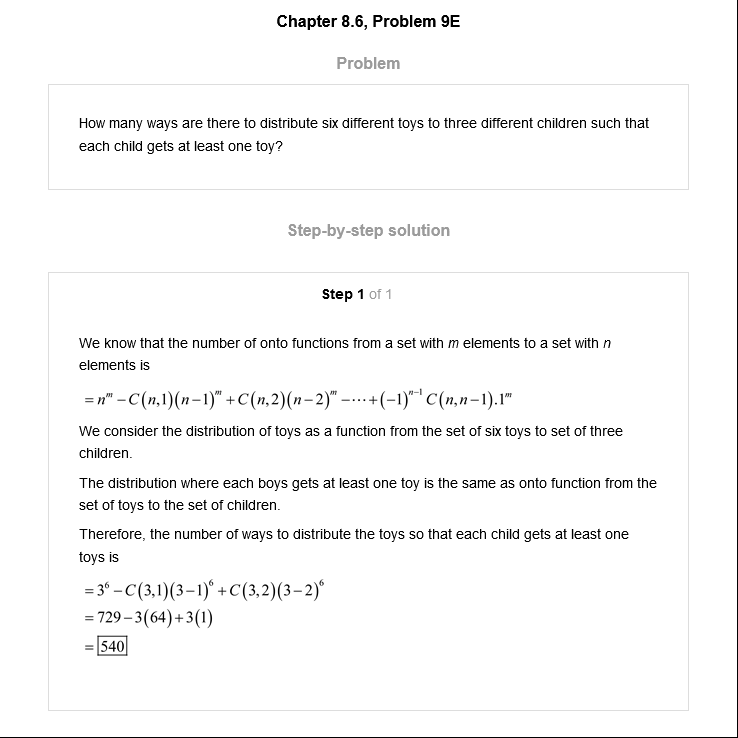 Chapter 8.6, Problem 9E
Problem
How many ways are there to distribute six different toys to three different children such that
each child gets at least one toy?
Step-by-step solution
Step 1 of 1
We know that the number of onto functions from a set with m elements to a set with n
elements is
= nᵐ − C(n,1)(n−1)ᵐ + C(n,2)(n−2)ᵐ − ⋯ + (−1)ⁿ⁻¹ C(n,n−1).1ᵐ
We consider the distribution of toys as a function from the set of six toys to set of three
children.
The distribution where each boys gets at least one toy is the same as onto function from the
set of toys to the set of children.
Therefore, the number of ways to distribute the toys so that each child gets at least one
toys is
= 3⁶ − C(3,1)(3−1)⁶ + C(3,2)(3−2)⁶
= 729 − 3(64) + 3(1)
= 540